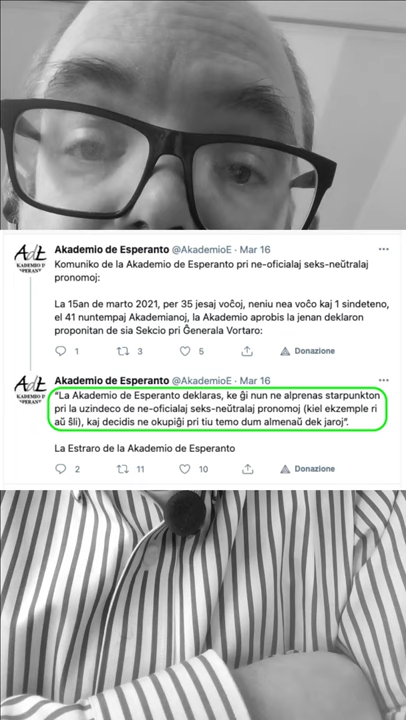 Akademio de Esperanto @AkademioE · Mar 16
Komuniko de la Akademio de Esperanto pri ne-oficialaj seks-neŭtralaj
pronomoj:
La 15an de marto 2021, per 35 jesaj voĉoj, neniu nea voĉo kaj 1 sindeteno,
el 41 nuntempaj Akademianoj, la Akademio aprobis la jenan deklaron
proponitan de sia Sekcio pri Ĝenerala Vortaro:
1 3 5 Donazione
Akademio de Esperanto @AkademioE · Mar 16
“La Akademio de Esperanto deklaras, ke ĝi nun ne alprenas starpunkton
pri la uzindeco de ne-oficialaj seks-neŭtralaj pronomoj (kiel ekzemple ri
aŭ ŝli), kaj decidis ne okupiĝi pri tiu temo dum almenaŭ dek jaroj”.
La Estraro de la Akademio de Esperanto
2 11 10 Donazione